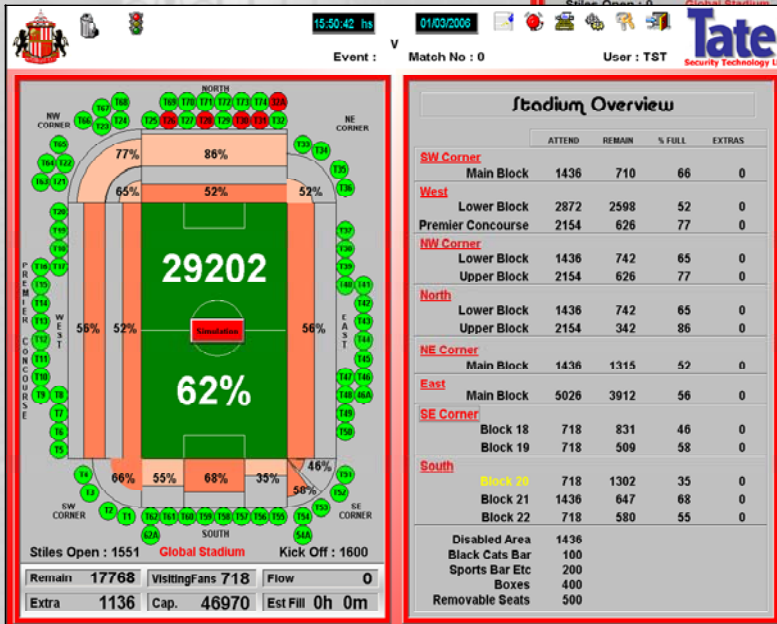 Stiles Open : 0 Global Stadium
15:50:42 hs 01/03/2006
Event : V Match No : 0 User : TST
Tate
Security Technology L
NORTH
NW CORNER
NE CORNER
T68 T67 T66 T23 T24
T69 T70 T71 T72 T73 T74 32A
T25 T26 T27 T28 T29 T30 T31 T32
T33 T34 T35 T36
T65 T64 T22 T63 T21
77% 86%
65% 52% 52%
T20 T19 T18 T16 T17 T15 T14 T13 T12 T11 T10 T9 T8 T7 T6 T5
T37 T38 T39 T40 T41 T42 T43 T44 T45 T47 T46 T48 46A T49 T50
PREMIER CONCOURSE
WEST
EAST
29202
Simulation
56% 52% 56%
62%
66% 55% 68% 35% 46%
58%
T4 T3 T2 T1
T62 T61 T60 T59 T58 T57 T56 T55 T54 T53 T52 T51
62A 54A
SW CORNER
SOUTH
SE CORNER
Stiles Open : 1551 Global Stadium Kick Off : 1600
Remain 17768 VisitingFans 718 Flow 0
Extra 1136 Cap. 46970 Est Fill 0h 0m
Stadium Overview
ATTEND REMAIN % FULL EXTRAS
SW Corner
Main Block 1436 710 66 0
West
Lower Block 2872 2598 52 0
Premier Concourse 2154 626 77 0
NW Corner
Lower Block 1436 742 65 0
Upper Block 2154 626 77 0
North
Lower Block 1436 742 65 0
Upper Block 2154 342 86 0
NE Corner
Main Block 1436 1315 52 0
East
Main Block 5026 3912 56 0
SE Corner
Block 18 718 831 46 0
Block 19 718 509 58 0
South
Block 20 718 1302 35 0
Block 21 1436 647 68 0
Block 22 718 580 55 0
Disabled Area 1436
Black Cats Bar 100
Sports Bar Etc 200
Boxes 400
Removable Seats 500